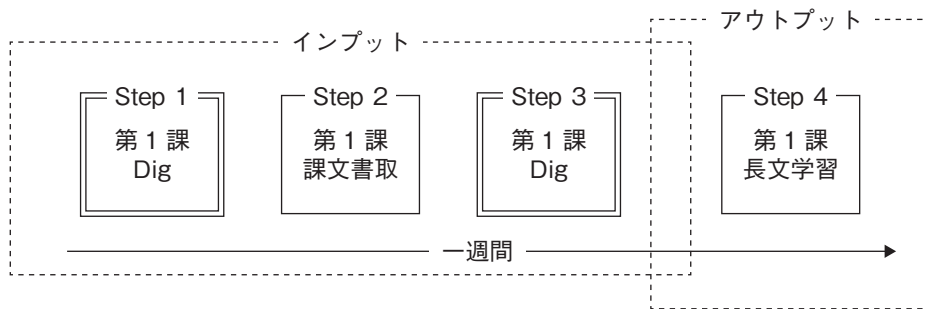 アウトプット
インプット
Step 1
第1課
Dig
Step 2
第1課
課文書取
Step 3
第1課
Dig
Step 4
第1課
長文学習
一週間